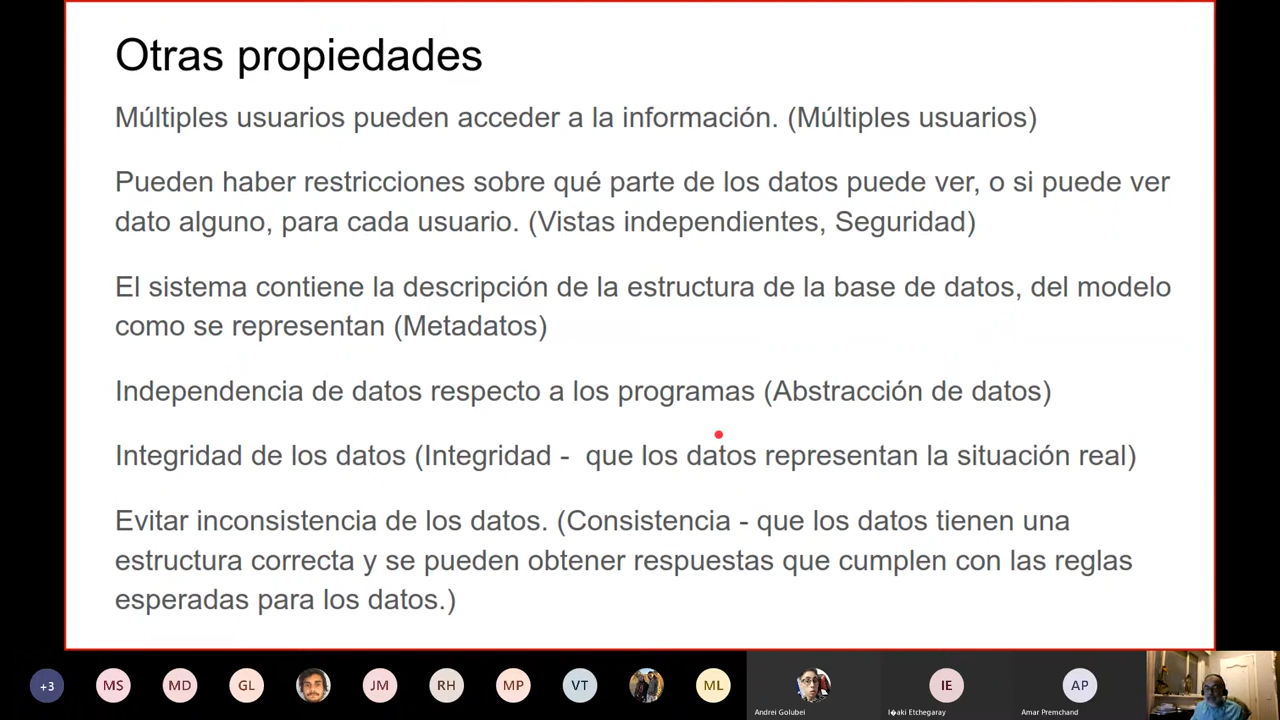 Otras propiedades
Múltiples usuarios pueden acceder a la información. (Múltiples usuarios)
Pueden haber restricciones sobre qué parte de los datos puede ver, o si puede ver
dato alguno, para cada usuario. (Vistas independientes, Seguridad)
El sistema contiene la descripción de la estructura de la base de datos, del modelo
como se representan (Metadatos)
Independencia de datos respecto a los programas (Abstracción de datos)
Integridad de los datos (Integridad -  que los datos representan la situación real)
Evitar inconsistencia de los datos. (Consistencia - que los datos tienen una
estructura correcta y se pueden obtener respuestas que cumplen con las reglas
esperadas para los datos.)
+3 MS MD GL JM RH MP VT ML IE AP
Andrei Golubei I�aki Etchegaray Amar Premchand